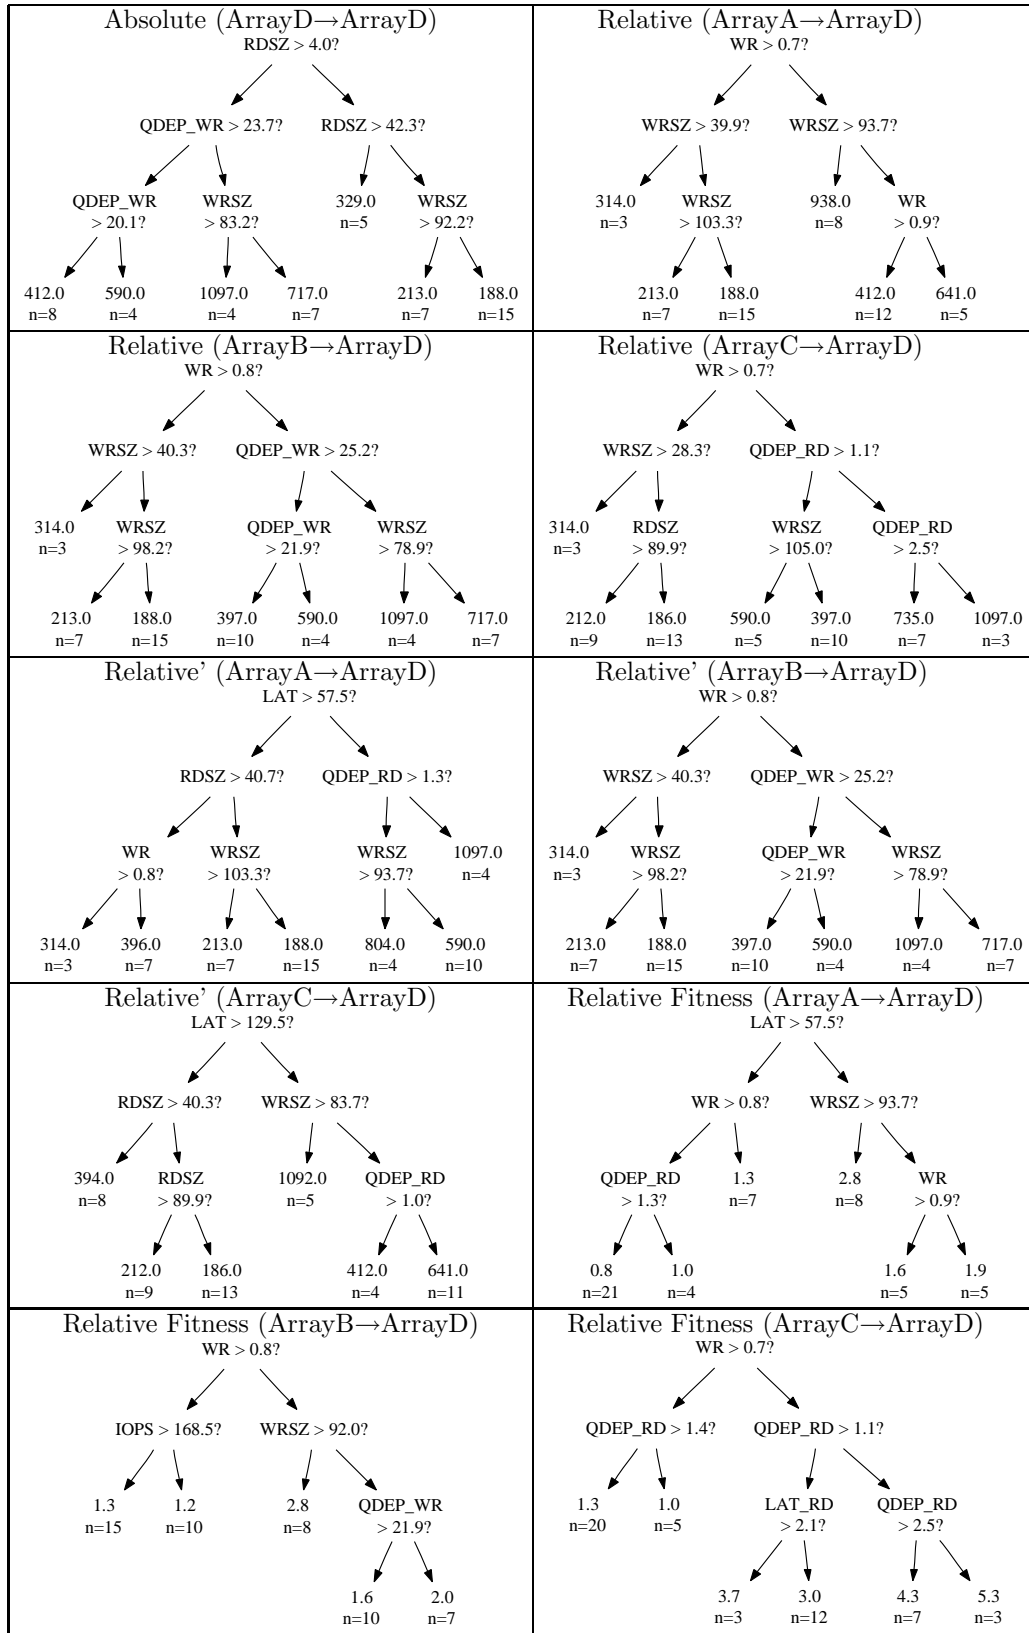 Absolute (ArrayD→ArrayD)
RDSZ > 4.0?
QDEP_WR > 23.7? RDSZ > 42.3?
QDEP_WR WRSZ 329.0 WRSZ
> 20.1? > 83.2? n=5 > 92.2?
412.0 590.0 1097.0 717.0 213.0 188.0
n=8 n=4 n=4 n=7 n=7 n=15
Relative (ArrayA→ArrayD)
WR > 0.7?
WRSZ > 39.9? WRSZ > 93.7?
314.0 WRSZ 938.0 WR
n=3 > 103.3? n=8 > 0.9?
213.0 188.0 412.0 641.0
n=7 n=15 n=12 n=5
Relative (ArrayB→ArrayD)
WR > 0.8?
WRSZ > 40.3? QDEP_WR > 25.2?
314.0 WRSZ QDEP_WR WRSZ
n=3 > 98.2? > 21.9? > 78.9?
213.0 188.0 397.0 590.0 1097.0 717.0
n=7 n=15 n=10 n=4 n=4 n=7
Relative (ArrayC→ArrayD)
WR > 0.7?
WRSZ > 28.3? QDEP_RD > 1.1?
314.0 RDSZ WRSZ QDEP_RD
n=3 > 89.9? > 105.0? > 2.5?
212.0 186.0 590.0 397.0 735.0 1097.0
n=9 n=13 n=5 n=10 n=7 n=3
Relative’ (ArrayA→ArrayD)
LAT > 57.5?
RDSZ > 40.7? QDEP_RD > 1.3?
WR WRSZ WRSZ 1097.0
> 0.8? > 103.3? > 93.7? n=4
314.0 396.0 213.0 188.0 804.0 590.0
n=3 n=7 n=7 n=15 n=4 n=10
Relative’ (ArrayB→ArrayD)
WR > 0.8?
WRSZ > 40.3? QDEP_WR > 25.2?
314.0 WRSZ QDEP_WR WRSZ
n=3 > 98.2? > 21.9? > 78.9?
213.0 188.0 397.0 590.0 1097.0 717.0
n=7 n=15 n=10 n=4 n=4 n=7
Relative’ (ArrayC→ArrayD)
LAT > 129.5?
RDSZ > 40.3? WRSZ > 83.7?
394.0 RDSZ 1092.0 QDEP_RD
n=8 > 89.9? n=5 > 1.0?
212.0 186.0 412.0 641.0
n=9 n=13 n=4 n=11
Relative Fitness (ArrayA→ArrayD)
LAT > 57.5?
WR > 0.8? WRSZ > 93.7?
QDEP_RD 1.3 2.8 WR
> 1.3? n=7 n=8 > 0.9?
0.8 1.0 1.6 1.9
n=21 n=4 n=5 n=5
Relative Fitness (ArrayB→ArrayD)
WR > 0.8?
IOPS > 168.5? WRSZ > 92.0?
1.3 1.2 2.8 QDEP_WR
n=15 n=10 n=8 > 21.9?
1.6 2.0
n=10 n=7
Relative Fitness (ArrayC→ArrayD)
WR > 0.7?
QDEP_RD > 1.4? QDEP_RD > 1.1?
1.3 1.0 LAT_RD QDEP_RD
n=20 n=5 > 2.1? > 2.5?
3.7 3.0 4.3 5.3
n=3 n=12 n=7 n=3